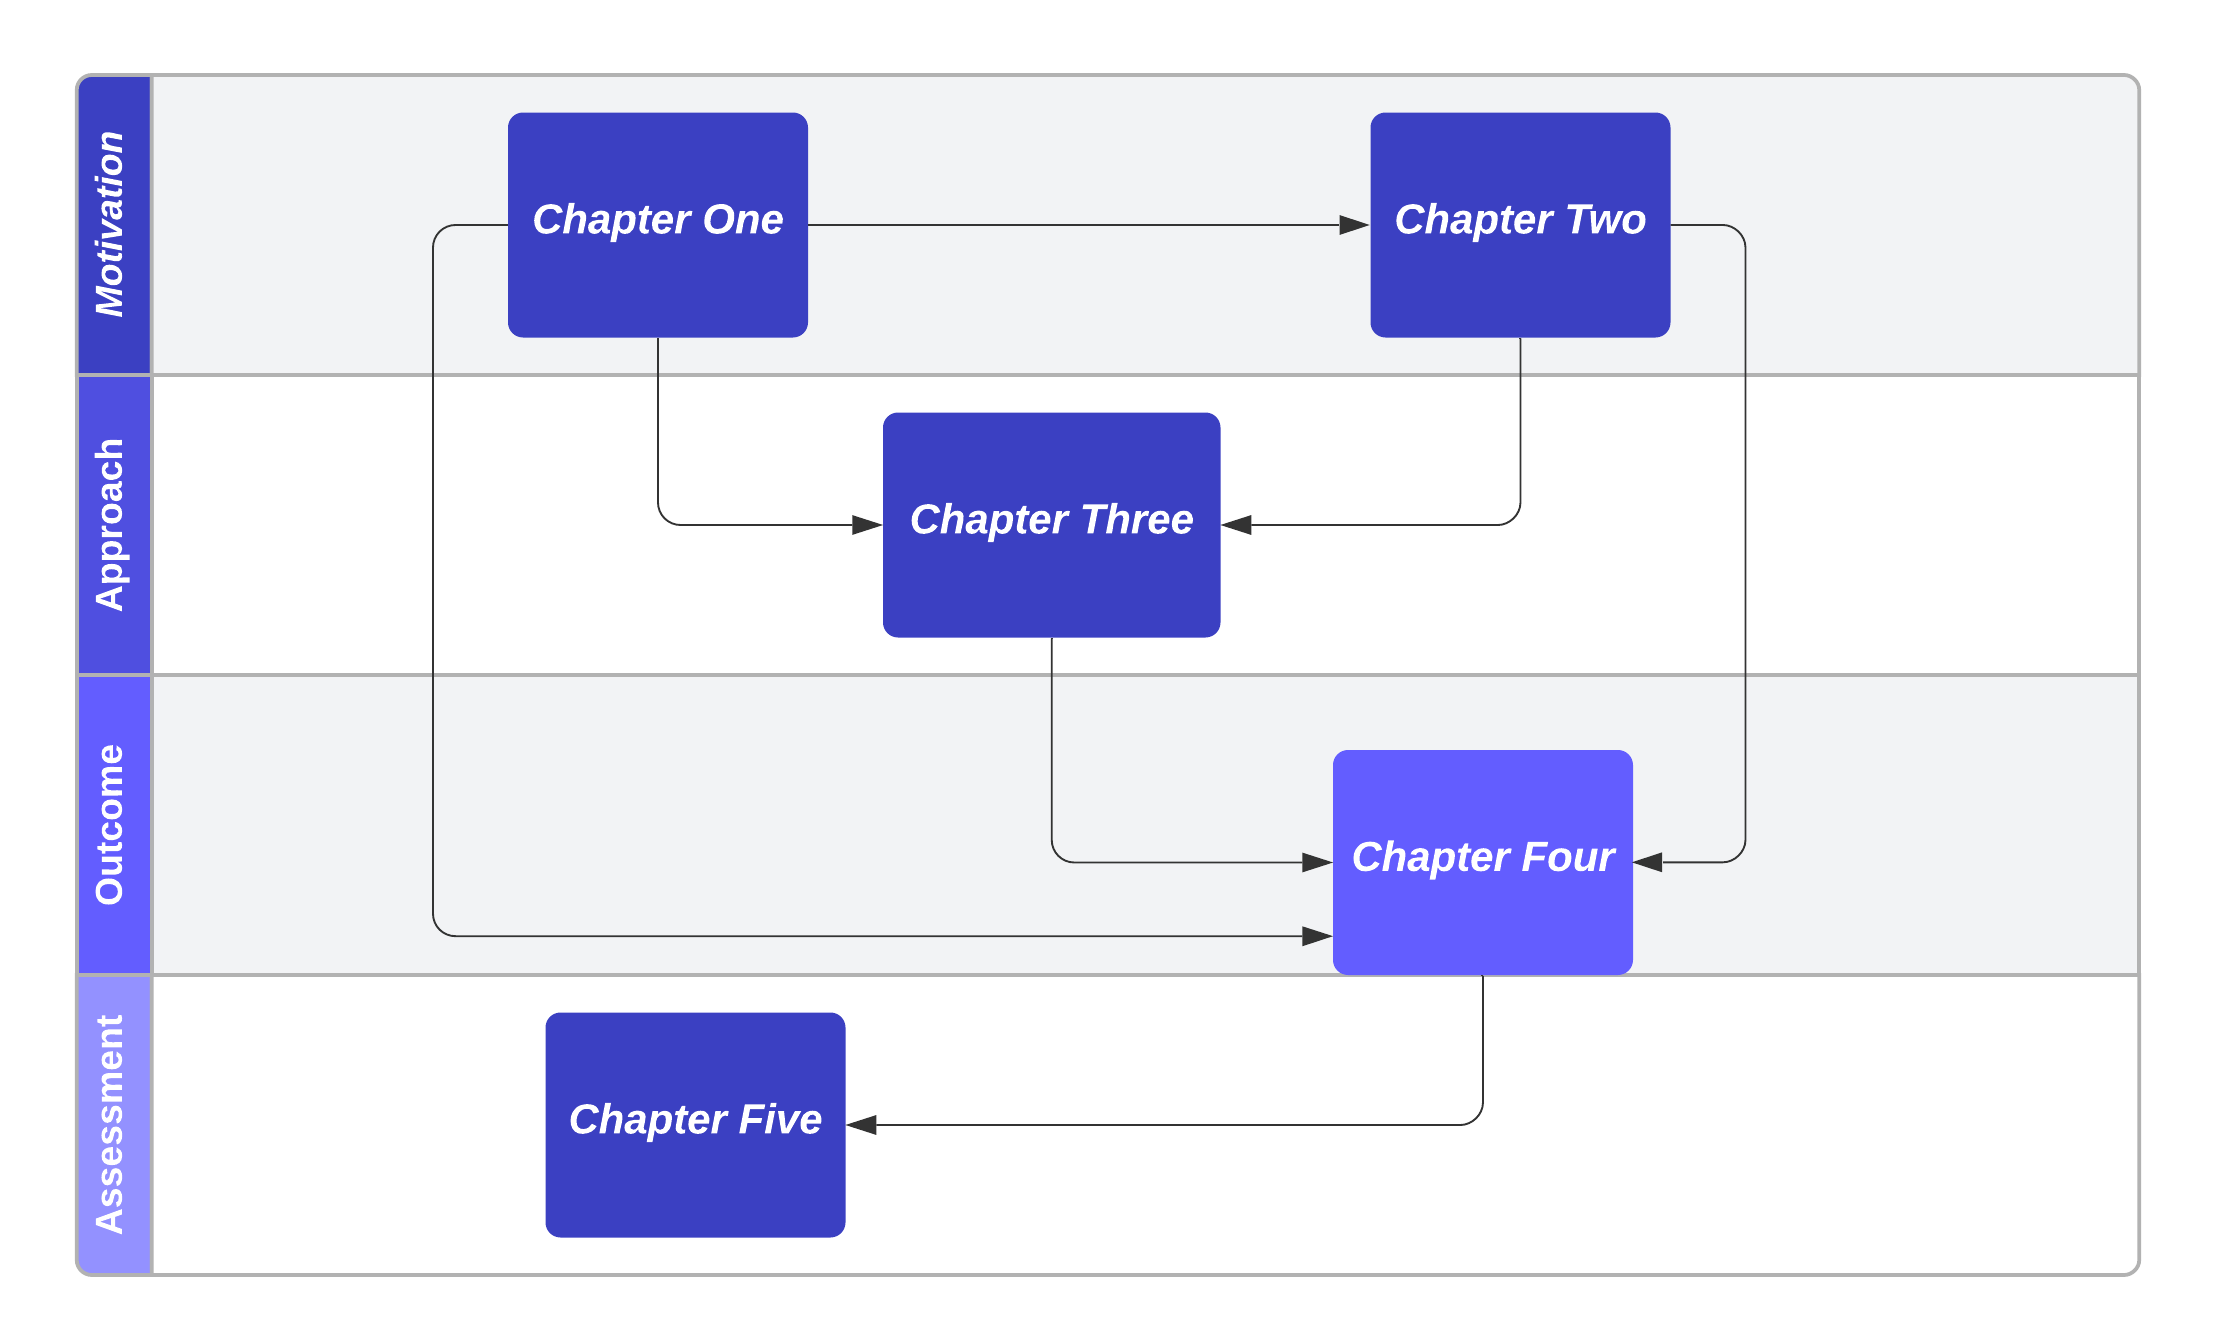 Motivation
Chapter One
Chapter Two
Approach
Chapter Three
Outcome
Chapter Four
Assessment
Chapter Five